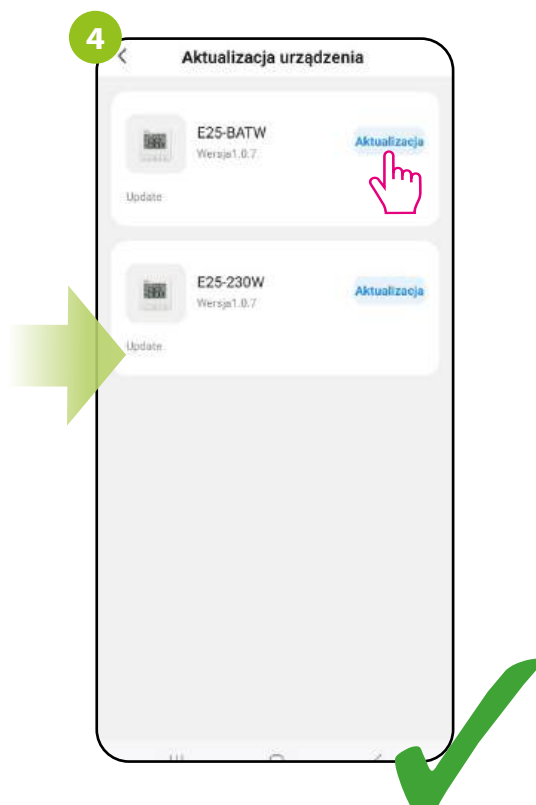 4
Aktualizacja urządzenia
E25-BATW
Aktualizacja
Wersja1.0.7
Update
E25-230W
Aktualizacja
Wersja1.0.7
Update